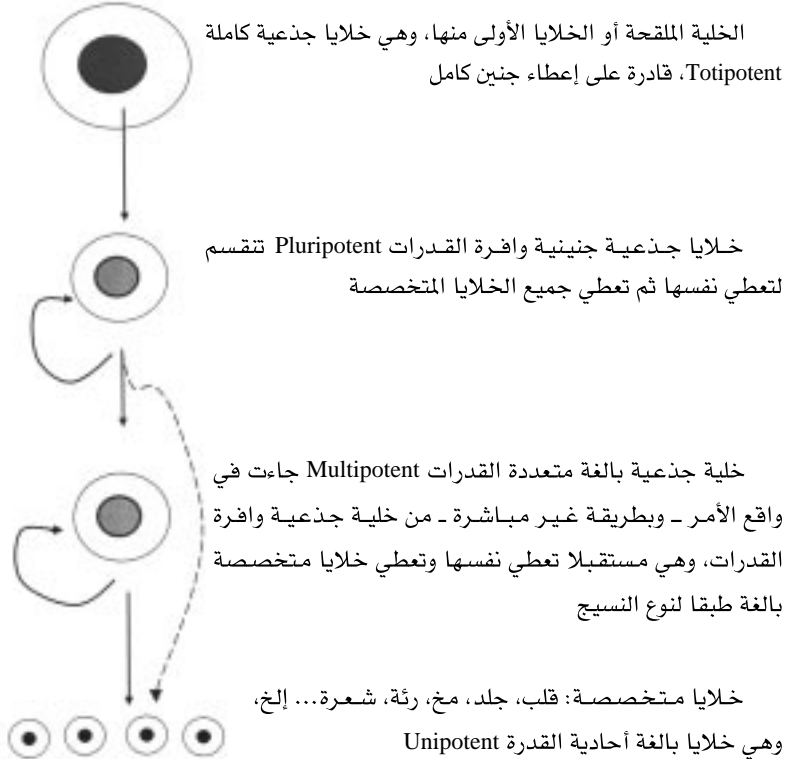 الخلية الملقحة أو الخلايا الأولى منها، وهي خلايا جذعية كاملة
Totipotent، قادرة على إعطاء جنين كامل
خلايا جذعية جنينية وافرة القدرات Pluripotent تنقسم
لتعطي نفسها ثم تعطي جميع الخلايا المتخصصة
خلية جذعية بالغة متعددة القدرات Multipotent جاءت في
واقع الأمر ـ وبطريقة غير مباشرة ـ من خلية جذعية وافرة
القدرات، وهي مستقبلا تعطي نفسها وتعطي خلايا متخصصة
بالغة طبقا لنوع النسيج
خلايا متخصصة: قلب، جلد، مخ، رئة، شعرة... إلخ،
وهي خلايا بالغة أحادية القدرة Unipotent